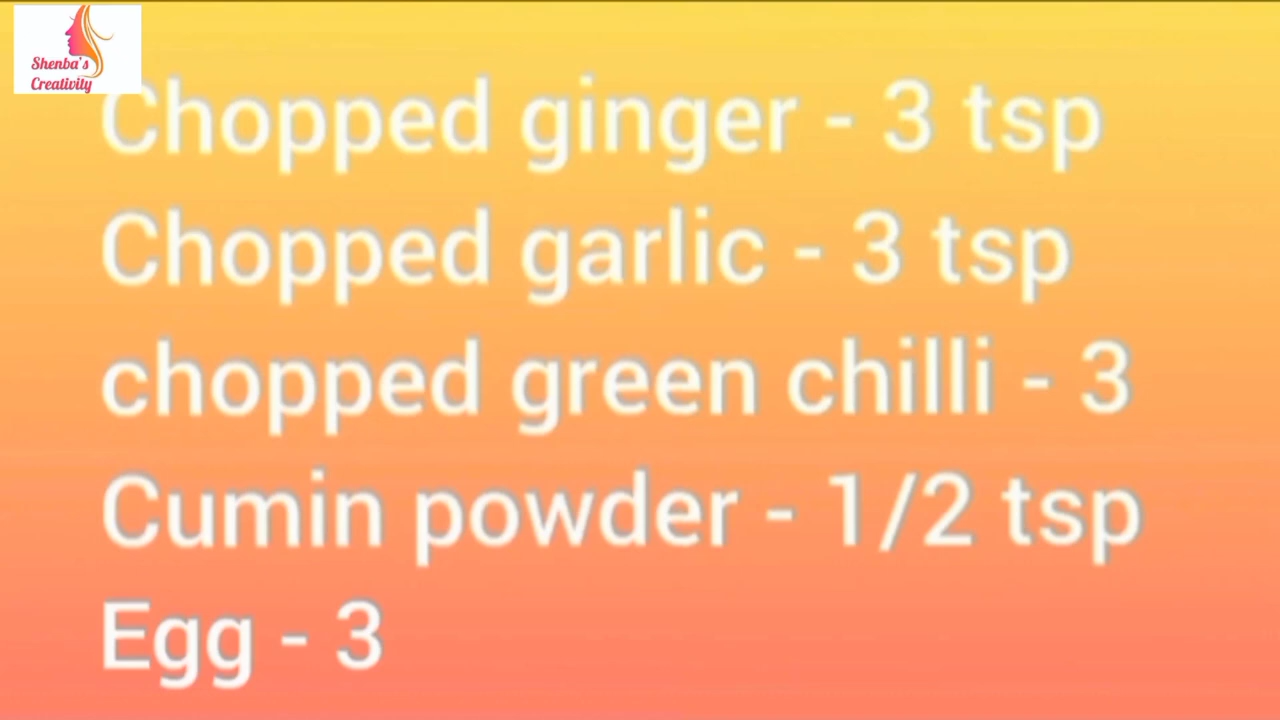 Shenba's
Creativity
Chopped ginger - 3 tsp
Chopped garlic - 3 tsp
chopped green chilli - 3
Cumin powder - 1/2 tsp
Egg - 3